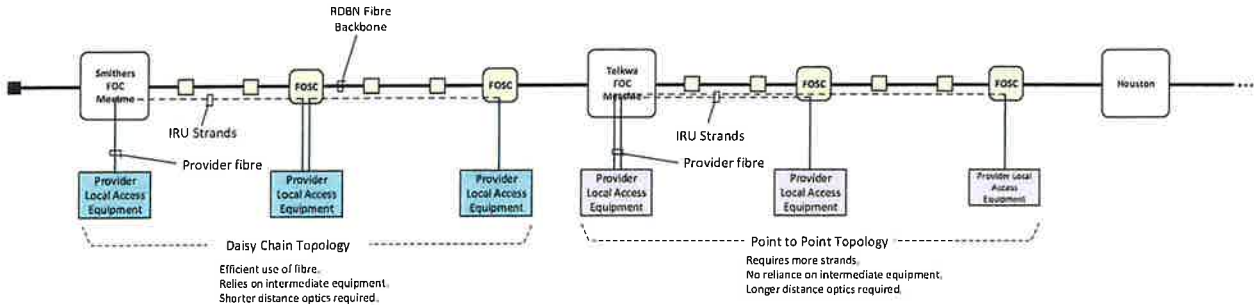 RDBN Fibre
Backbone
Smithers
FOC
Meetme
FOSC
FOSC
Telkwa
FOC
MeetMe
FOSC
FOSC
Houston
...
IRU Strands
IRU Strands
Provider fibre
Provider fibre
Provider
Local Access
Equipment
Provider
Local Access
Equipment
Provider
Local Access
Equipment
Provider
Local Access
Equipment
Provider
Local Access
Equipment
Provider Local
Access
Equipment
Daisy Chain Topology
Efficient use of fibre.
Relies on intermediate equipment.
Shorter distance optics required.
Point to Point Topology
Requires more strands.
No reliance on intermediate equipment.
Longer distance optics required.